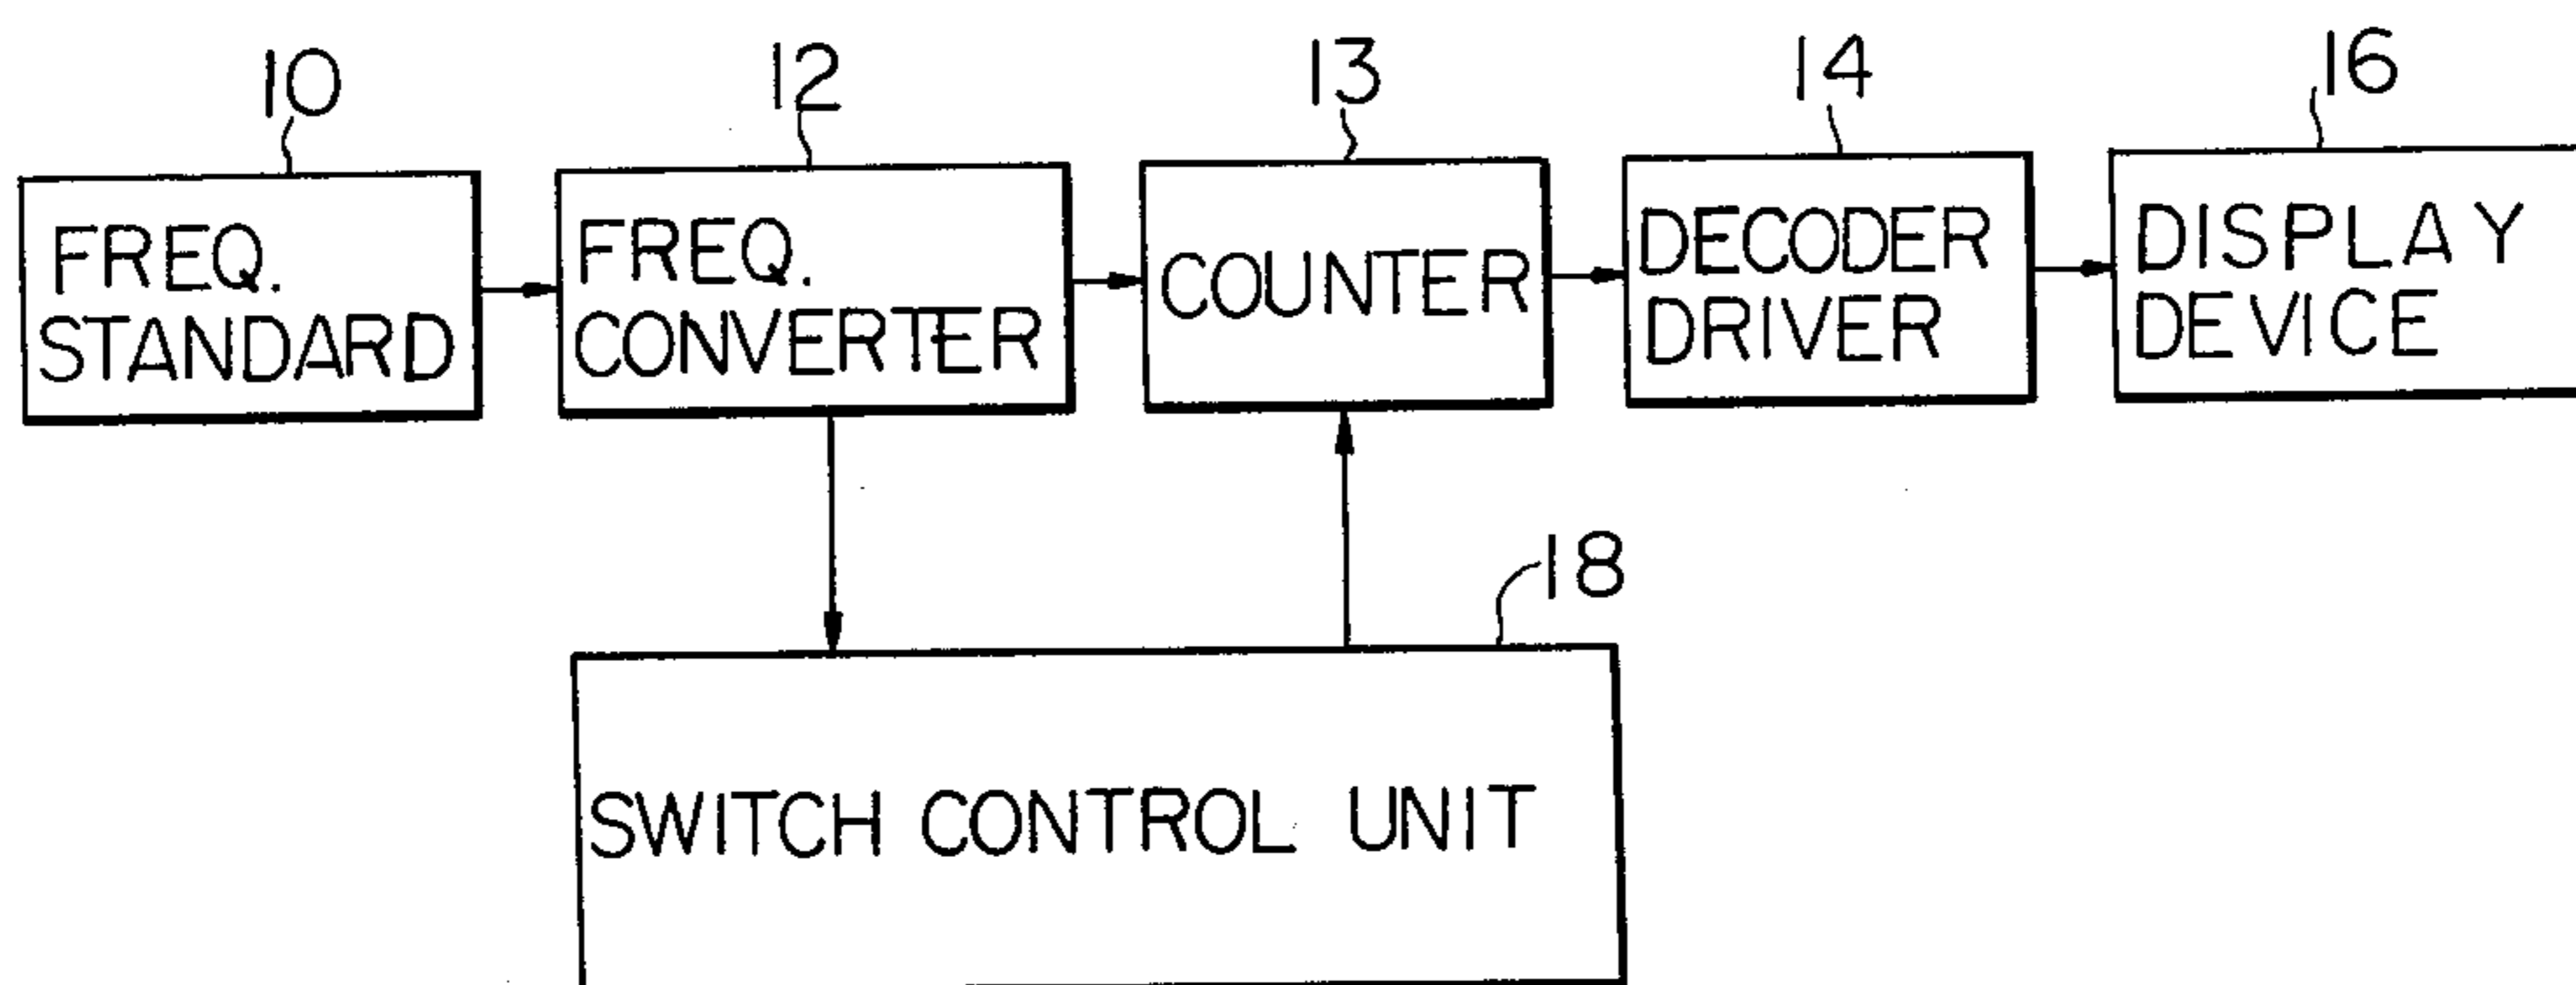 10
12
13
14
16
FREQ.
STANDARD
FREQ.
CONVERTER
COUNTER
DECODER
DRIVER
DISPLAY
DEVICE
18
SWITCH CONTROL UNIT